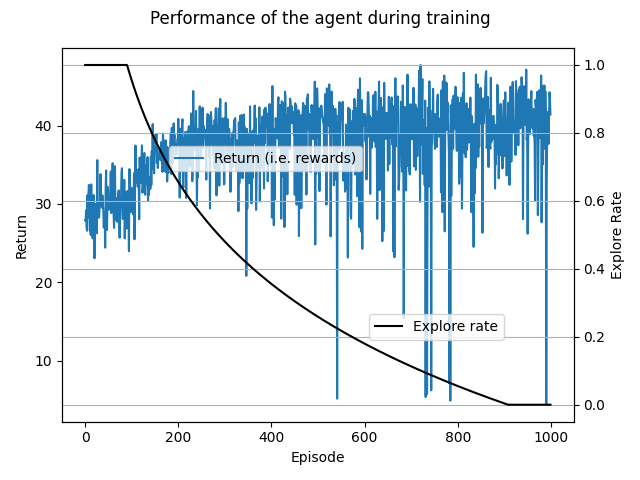 Performance of the agent during training
Return
40
30
20
10
Return (i.e. rewards)
Explore rate
1.0
0.8
0.6
0.4
0.2
0.0
Explore Rate
0 200 400 600 800 1000
Episode